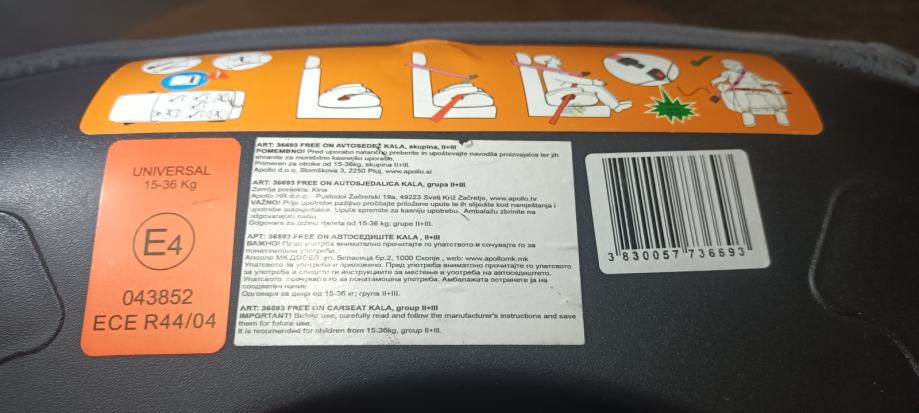 UNIVERSAL
15-36 Kg
E4
043852
ECE R44/04
ART: 36693 FREE ON AVTOSEDEŽ KALA, skupina, II+III
POMEMBNO! Pred uporabo natančno preberite in upoštevajte navodila proizvajalca ter jih
shranite za morebitno kasnejšo uporabo.
Primeren za otroke od 15-36kg, skupina II+III.
Apollo d.o.o, Slomškova 3, 2250 Ptuj, www.apollo.si
ART: 36693 FREE ON AUTOSJEDALICA KALA, grupa II+III
Zemlja porijekla: Kina
Apollo HR d.o.o., Pustodol Začretski 19a, 49223 Sveti Križ Začretje, www.apollo.hr
VAŽNO! Prije upotrebe pažljivo pročitajte priložene upute te ih slijedite kod namještanja i
upotrebe autosjedalice. Upute spremite za kasniju upotrebu. Ambalažu zbrinite na
odgovarajući način.
Odgovara za težinu djeteta od 15-36 kg; grupe II+III.
АРТ: 36693 FREE ON АВТОСЕДИШТЕ KALA , II+III
ВАЖНО! Пред употреба внимателно прочитајте го упатството и сочувајте го за
понатамошна употреба.
Аполло МК ДООЕЛ, ул. Беласица бр.2, 1000 Скопје , web: www.apollomk.mk
Упатството за употреба е приложено. Пред употреба внимателно прочитајте го упатството
за употреба и следете ги инструкциите за местење и употреба на автоседиштето.
Упатството сочувајте го за понатамошна употреба. Амбалажата остранете ја на
соодветен начин.
Одговара за деца од 15-36 кг; група II+III.
ART: 36693 FREE ON CARSEAT KALA, group II+III
IMPORTANT! Before use, carefully read and follow the manufacturer's instructions and save
them for future use.
It is recomended for children from 15-36kg, group II+III.
3 830057 736693